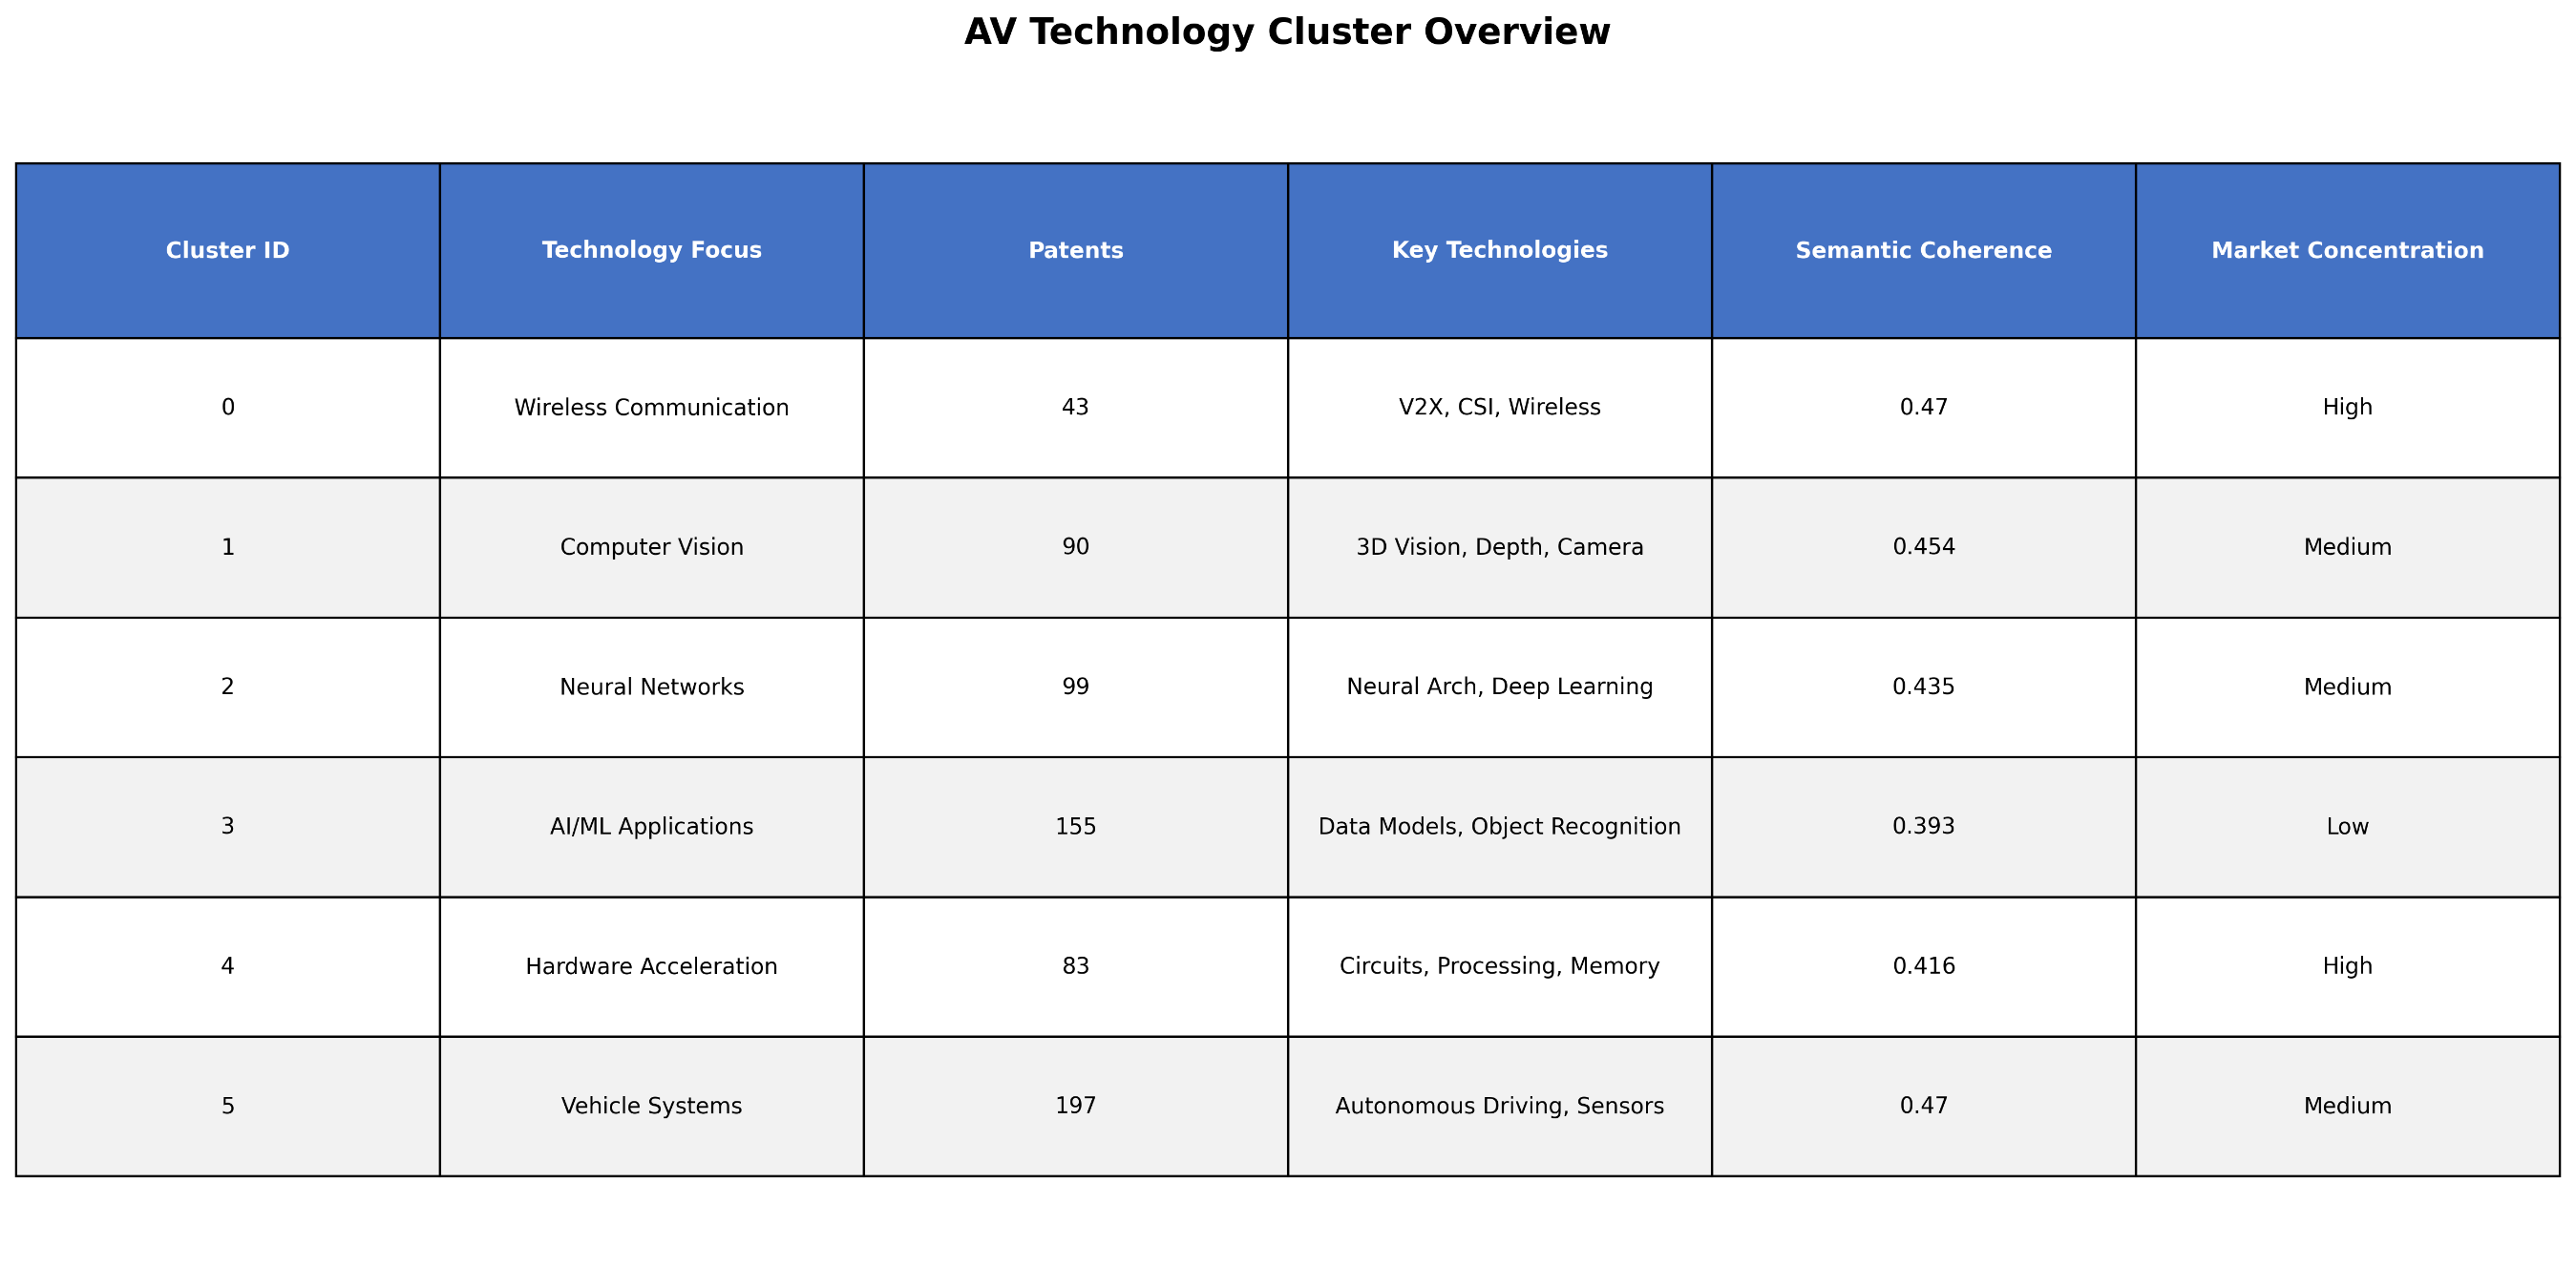 AV Technology Cluster Overview
Cluster ID Technology Focus Patents Key Technologies Semantic Coherence Market Concentration
0 Wireless Communication 43 V2X, CSI, Wireless 0.47 High
1 Computer Vision 90 3D Vision, Depth, Camera 0.454 Medium
2 Neural Networks 99 Neural Arch, Deep Learning 0.435 Medium
3 AI/ML Applications 155 Data Models, Object Recognition 0.393 Low
4 Hardware Acceleration 83 Circuits, Processing, Memory 0.416 High
5 Vehicle Systems 197 Autonomous Driving, Sensors 0.47 Medium